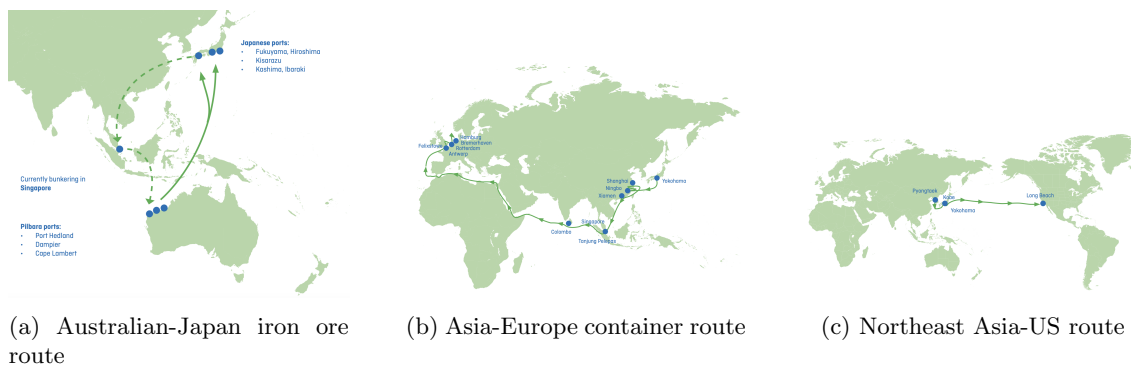 Japanese ports:
• Fukuyama, Hiroshima
• Kisarazu
• Kashima, Ibaraki
Currently bunkering in
Singapore
Pilbara ports:
• Port Hedland
• Dampier
• Cape Lambert
(a) Australian-Japan iron ore
route
Hamburg
Bremerhaven
Felixstowe
Rotterdam
Antwerp
Shanghai
Yokohama
Ningbo
Xiamen
Singapore
Colombo
Tanjung Pelepas
(b) Asia-Europe container route
Pyongtaek
Kobe
Long Beach
Yokohama
(c) Northeast Asia-US route